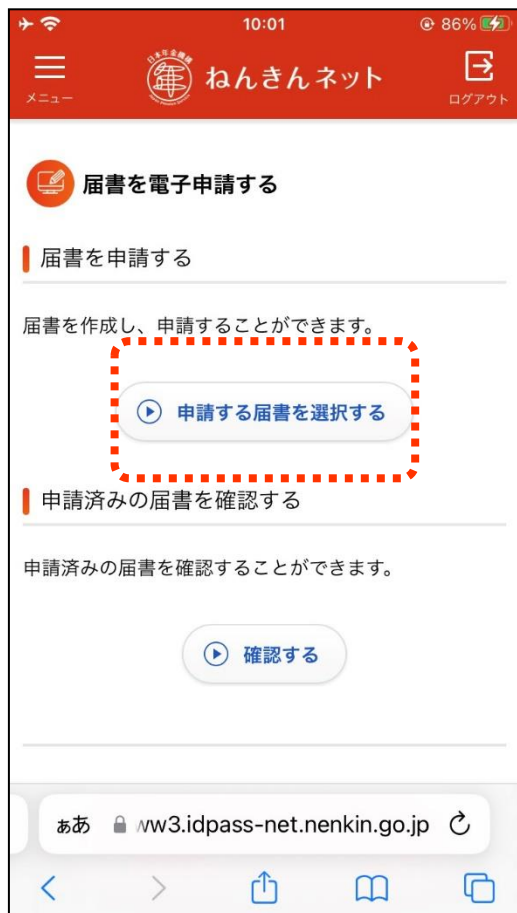 10:01
86%
メニュー
ねんきんネット
ログアウト
届書を電子申請する
届書を申請する
届書を作成し、申請することができます。
申請する届書を選択する
申請済みの届書を確認する
申請済みの届書を確認することができます。
確認する
ぁあ
ww3.idpass-net.nenkin.go.jp